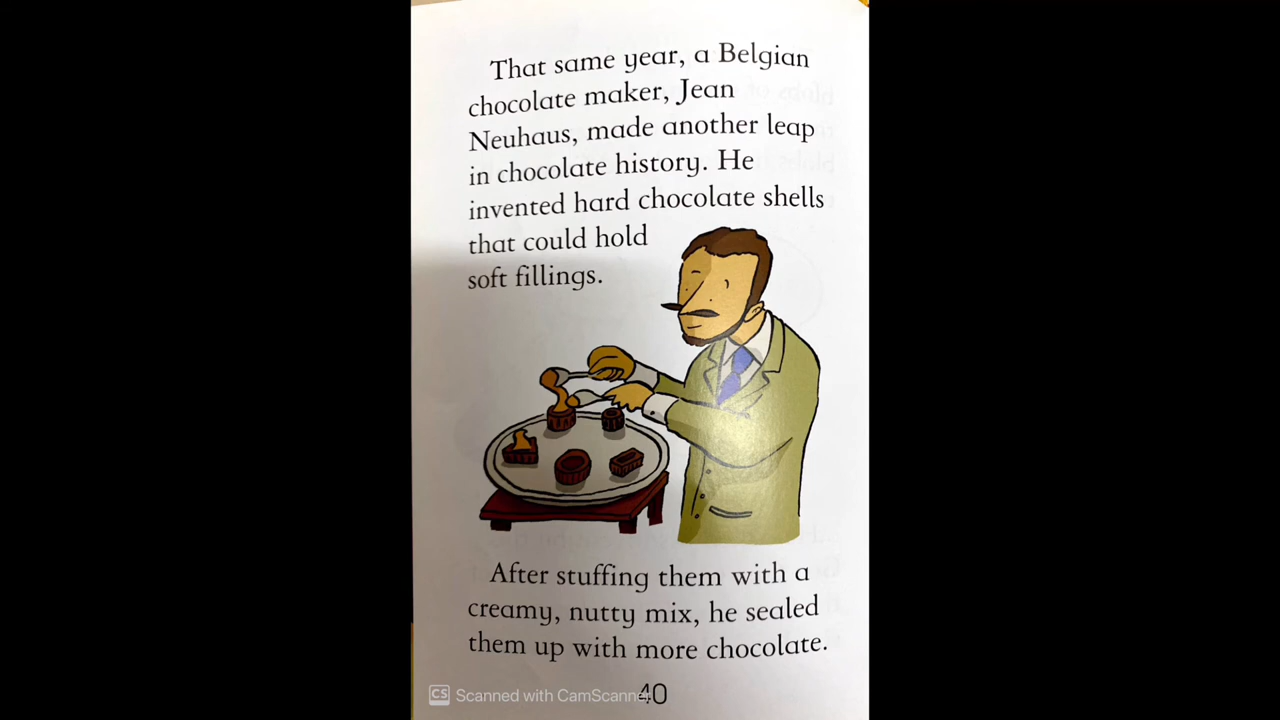 That same year, a Belgian
chocolate maker, Jean
Neuhaus, made another leap
in chocolate history. He
invented hard chocolate shells
that could hold
soft fillings.
After stuffing them with a
creamy, nutty mix, he sealed
them up with more chocolate.
40
CS Scanned with CamScanner